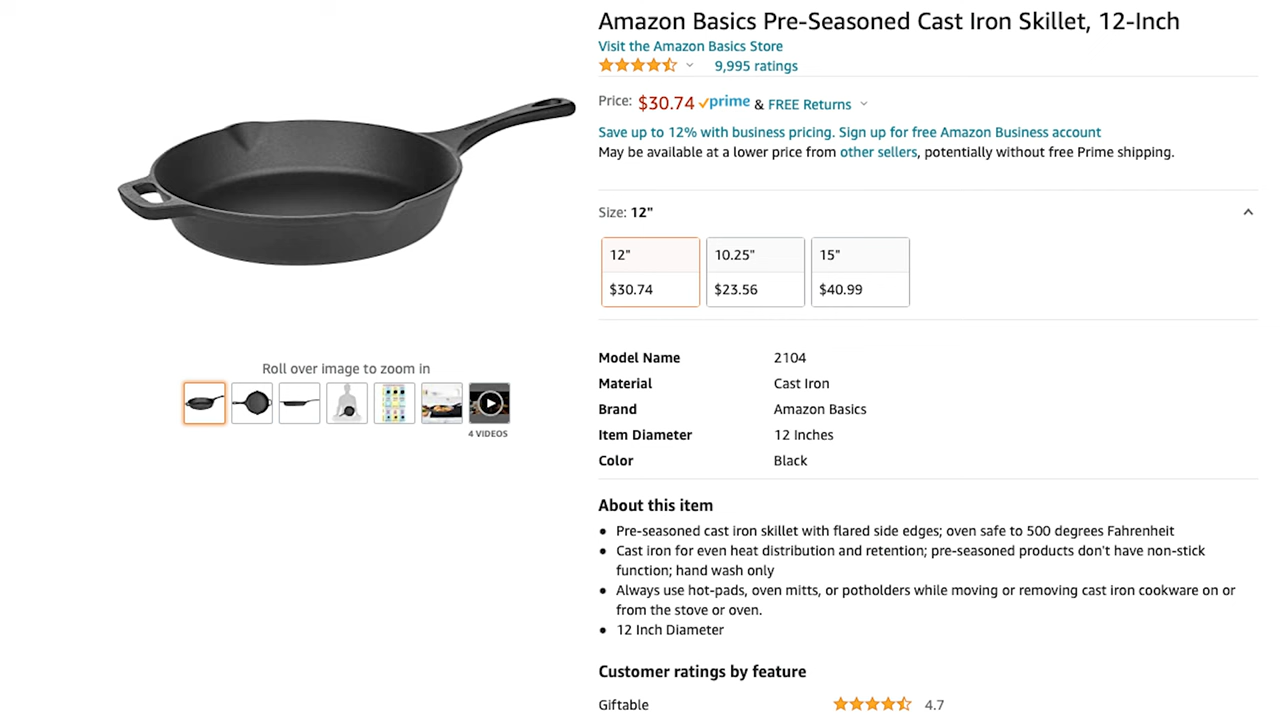 Amazon Basics Pre-Seasoned Cast Iron Skillet, 12-Inch
Visit the Amazon Basics Store
9,995 ratings
Price: $30.74 prime & FREE Returns
Save up to 12% with business pricing. Sign up for free Amazon Business account
May be available at a lower price from other sellers, potentially without free Prime shipping.
Size: 12"
12" 10.25" 15"
$30.74 $23.56 $40.99
Roll over image to zoom in
4 VIDEOS
Model Name 2104
Material Cast Iron
Brand Amazon Basics
Item Diameter 12 Inches
Color Black
About this item
• Pre-seasoned cast iron skillet with flared side edges; oven safe to 500 degrees Fahrenheit
• Cast iron for even heat distribution and retention; pre-seasoned products don't have non-stick
function; hand wash only
• Always use hot-pads, oven mitts, or potholders while moving or removing cast iron cookware on or
from the stove or oven.
• 12 Inch Diameter
Customer ratings by feature
Giftable 4.7